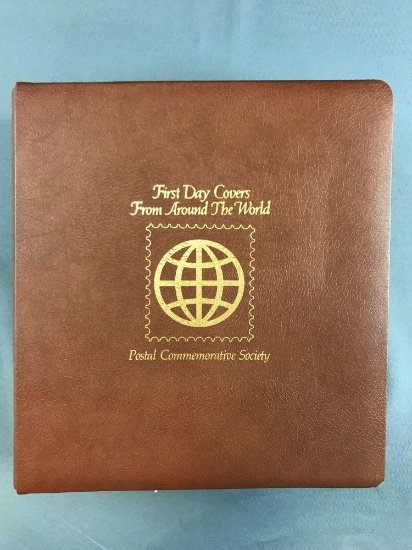 First Day Covers
From Around The World
Postal Commemorative Society